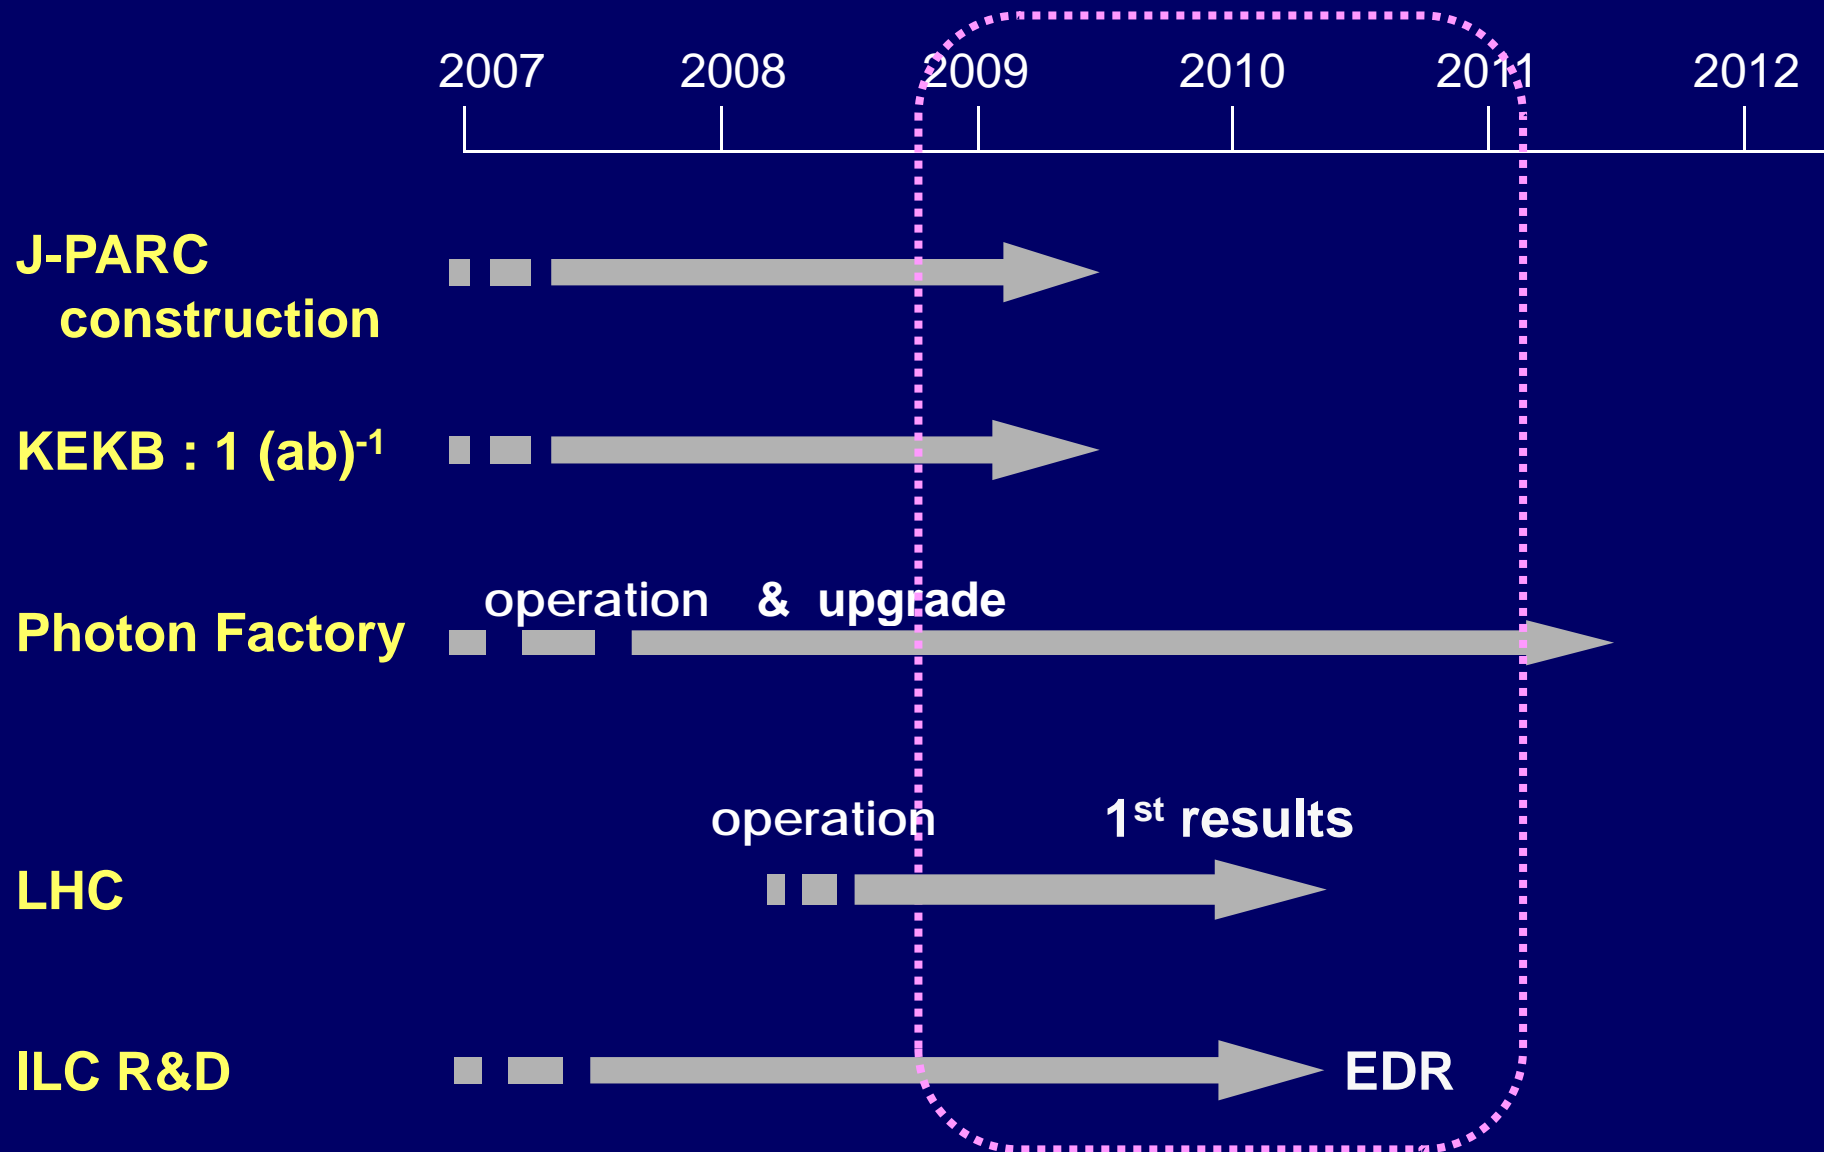 2007 2008 2009 2010 2011 2012
J-PARC
construction
KEKB : 1 (ab)-1
operation & upgrade
Photon Factory
operation 1st results
LHC
ILC R&D EDR